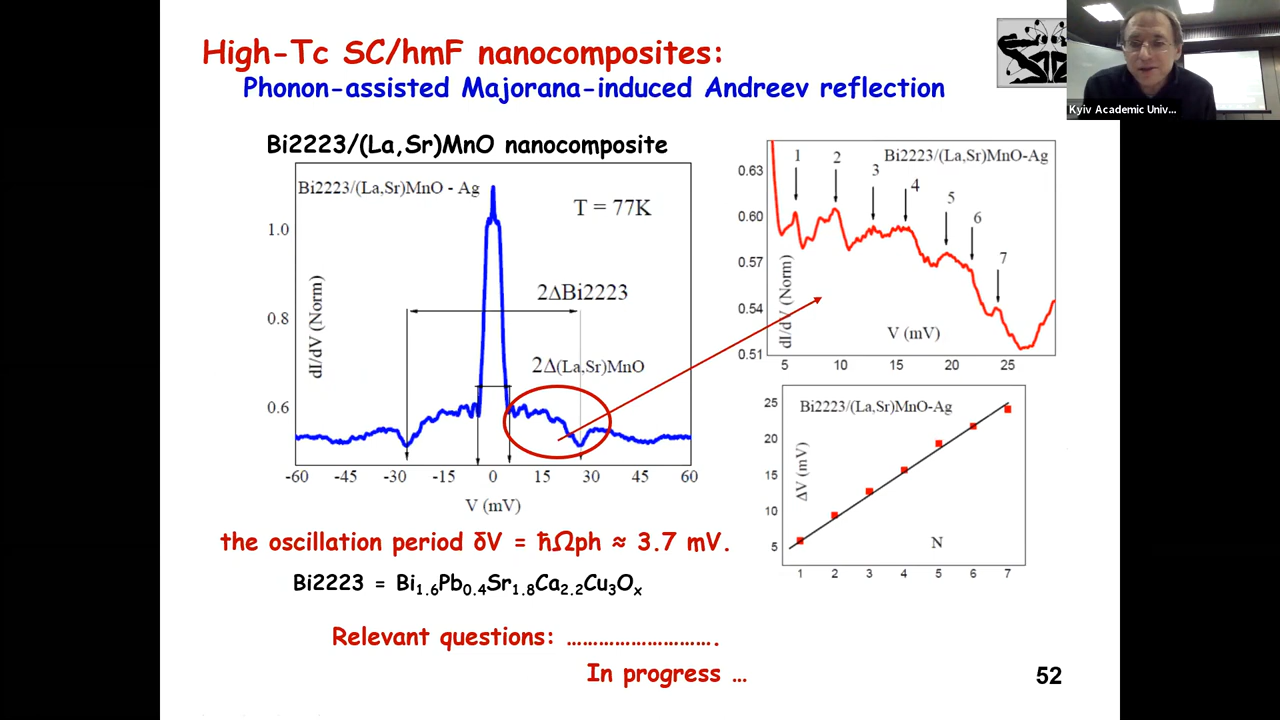 High-Tc SC/hmF nanocomposites:
Phonon-assisted Majorana-induced Andreev reflection
Kyiv Academic Univ...
Bi2223/(La,Sr)MnO nanocomposite
Bi2223/(La,Sr)MnO - Ag
T = 77K
2ΔBi2223
2Δ(La,Sr)MnO
dI/dV (Norm)
1.0
0.8
0.6
-60 -45 -30 -15 0 15 30 45 60
V (mV)
Bi2223/(La,Sr)MnO-Ag
1 2 3 4 5 6 7
0.63
0.60
0.57
0.54
0.51
dI/dV (Norm)
V (mV)
5 10 15 20 25
Bi2223/(La,Sr)MnO-Ag
25
20
15
10
5
ΔV (mV)
N
1 2 3 4 5 6 7
the oscillation period δV = ℏΩph ≈ 3.7 mV.
Bi2223 = Bi₁.₆Pb₀.₄Sr₁.₈Ca₂.₂Cu₃Oₓ
Relevant questions: ……………………….
In progress …
52